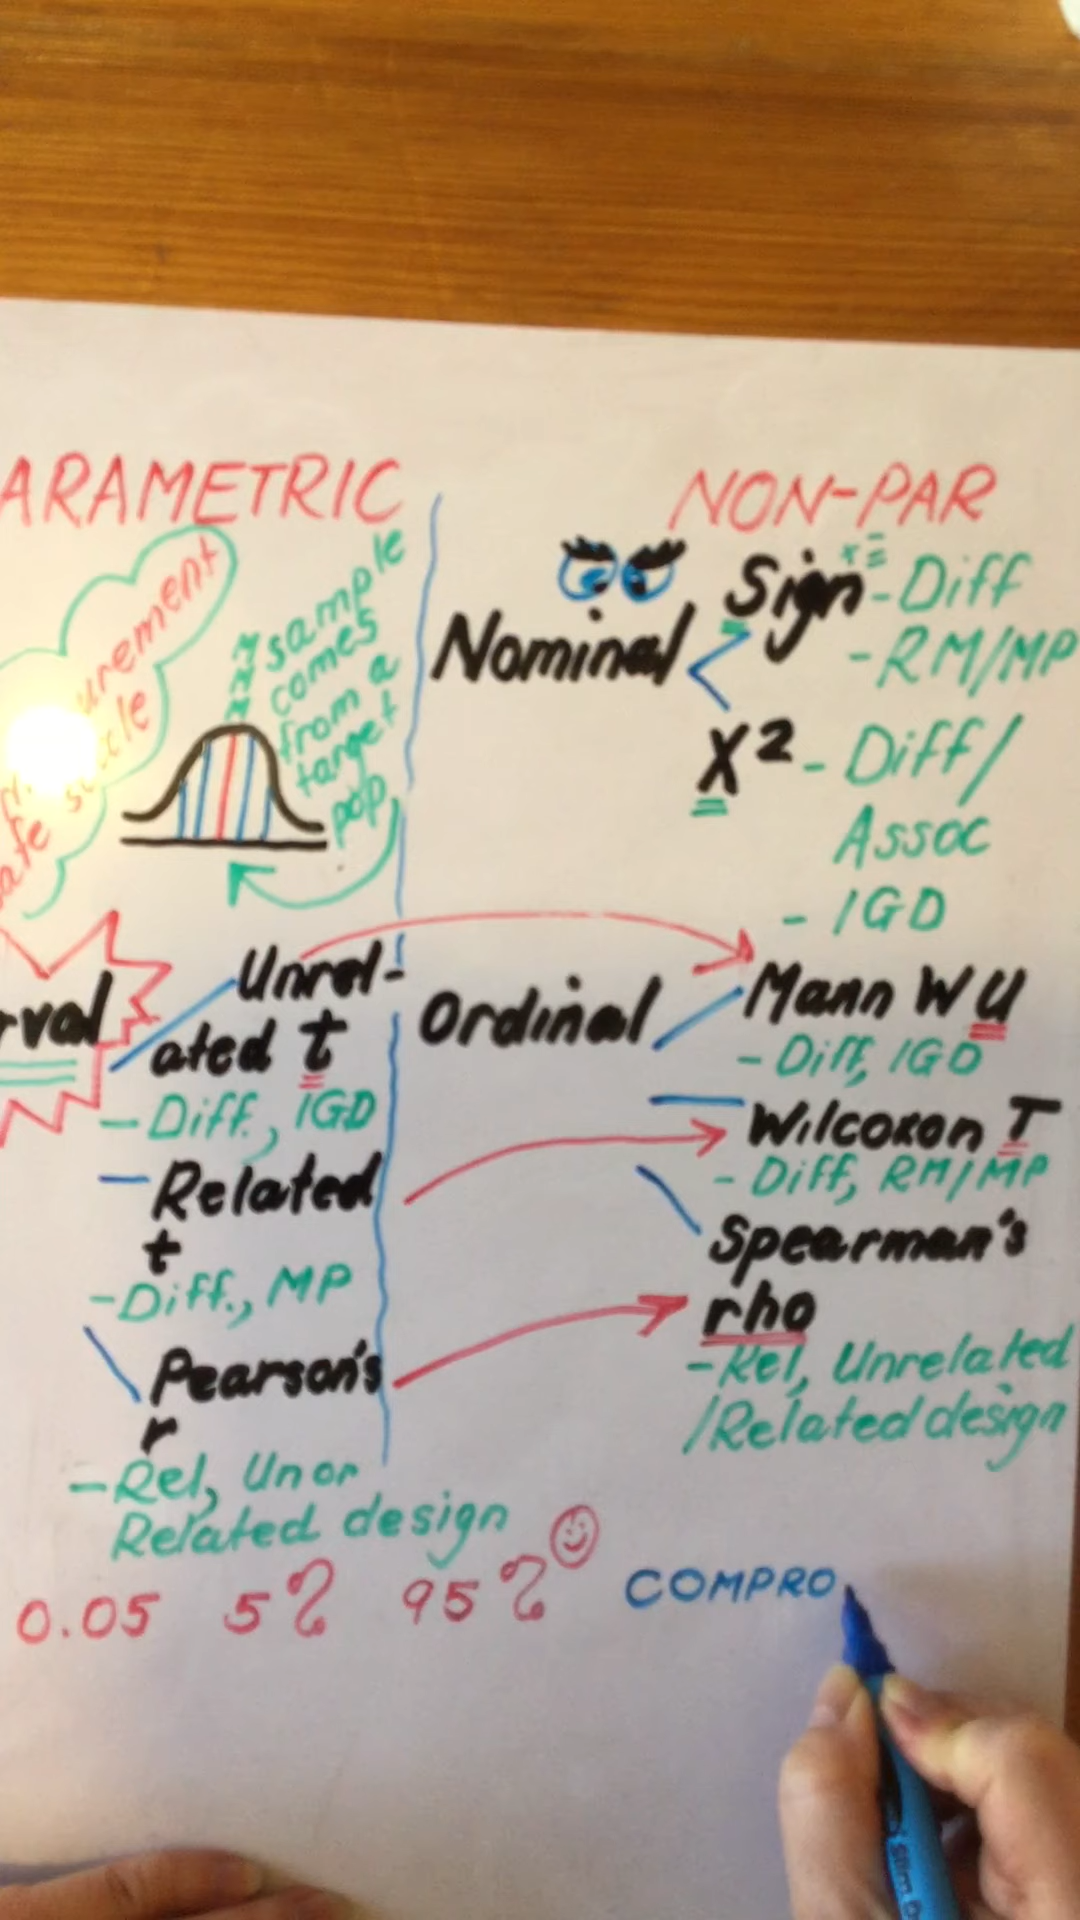 ARAMETRIC
urement
sample
comes
from a
target
pop
rval
Unrel-
ated t
- Diff., IGD
Related
t
- Diff., MP
Pearson's
r
- Rel, Un or
Related design
NON-PAR
Nominal
Sign - Diff
- RM/MP
X² - Diff/
Assoc
- IGD
Ordinal
Mann W U
- Diff, IGD
Wilcoxon T
- Diff, RM/MP
Spearman's
rho
- Rel, Unrelated
/Related design
0.05 5% 95%
COMPRO